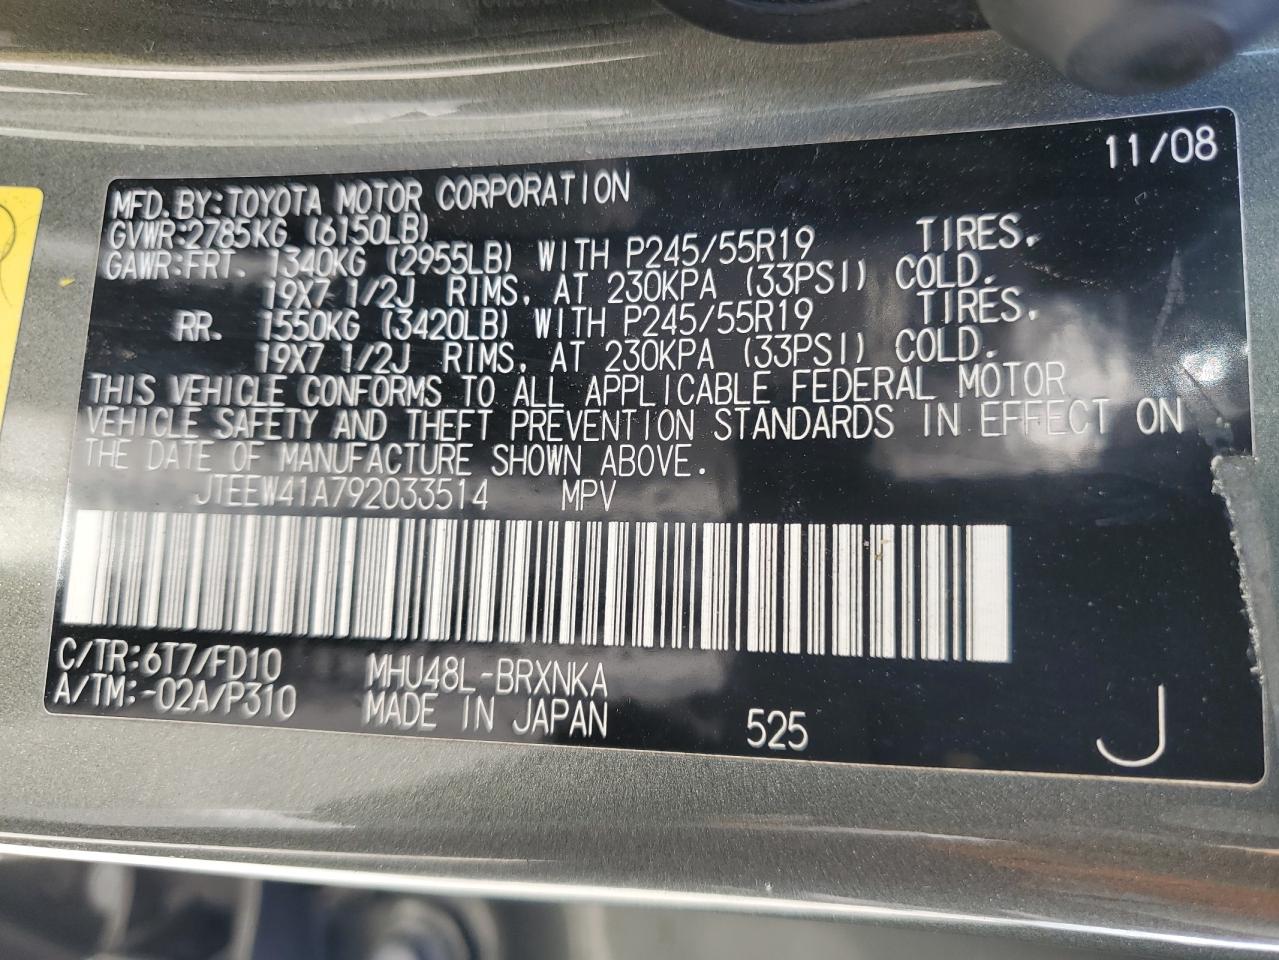 11/08
MFD. BY: TOYOTA MOTOR CORPORATION
GVWR: 2785KG (6150LB)
GAWR: FRT. 1340KG (2955LB) WITH P245/55R19 TIRES,
19X7 1/2J RIMS, AT 230KPA (33PSI) COLD.
RR. 1550KG (3420LB) WITH P245/55R19 TIRES,
19X7 1/2J RIMS, AT 230KPA (33PSI) COLD.
THIS VEHICLE CONFORMS TO ALL APPLICABLE FEDERAL MOTOR
VEHICLE SAFETY AND THEFT PREVENTION STANDARDS IN EFFECT ON
THE DATE OF MANUFACTURE SHOWN ABOVE.
JTEEW41A792033514 MPV
C/TR: 6T7/FD10 MHU48L-BRXNKA
A/TM: -02A/P310 MADE IN JAPAN 525 J